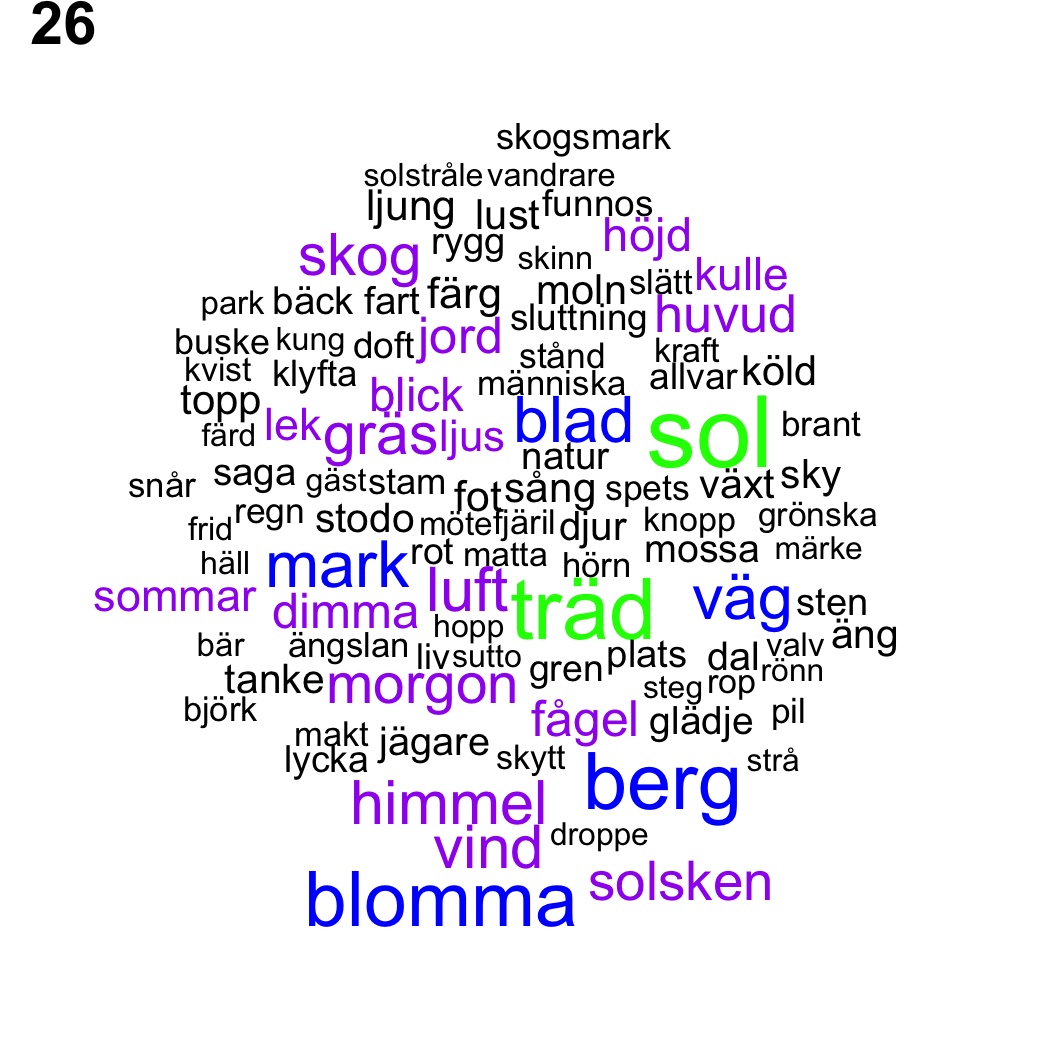 26
skogsmark
solstråle vandrare
ljung lust funnos
skog rygg skinn höjd
park bäck fart färg moln slätt kulle
buske kung doft jord sluttning huvud
kvist klyfta stånd kraft
topp blick människa allvar köld
färd lek gräs ljus blad sol brant
natur
snår saga gäst stam fot sång spets växt sky
frid regn stodo möte fjäril djur knopp grönska
häll mark rot matta hörn mossa märke
sommar dimma luft träd väg sten
bär ängslan hopp liv sutto gren plats dal valv äng
tanke morgon steg rop rönn
björk fågel glädje pil
makt jägare
lycka skytt berg strå
himmel
vind droppe
blomma solsken